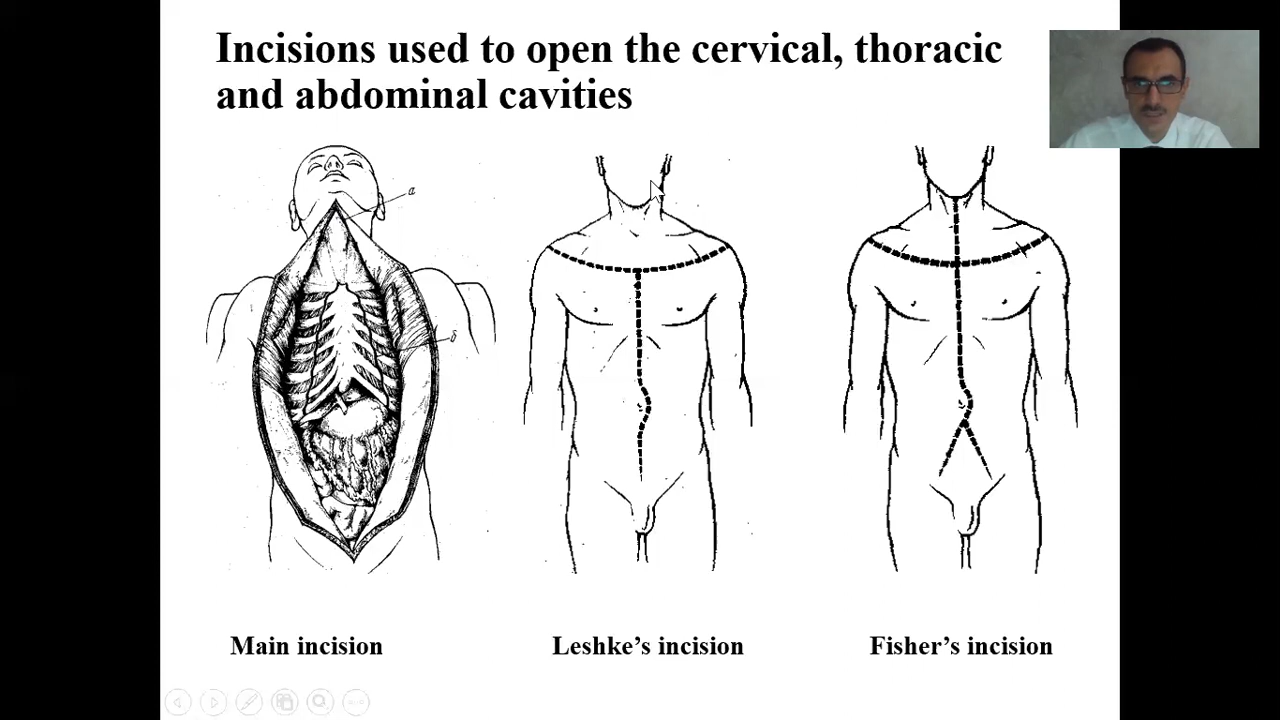 Incisions used to open the cervical, thoracic
and abdominal cavities
a
δ
Main incision
Leshke’s incision
Fisher’s incision